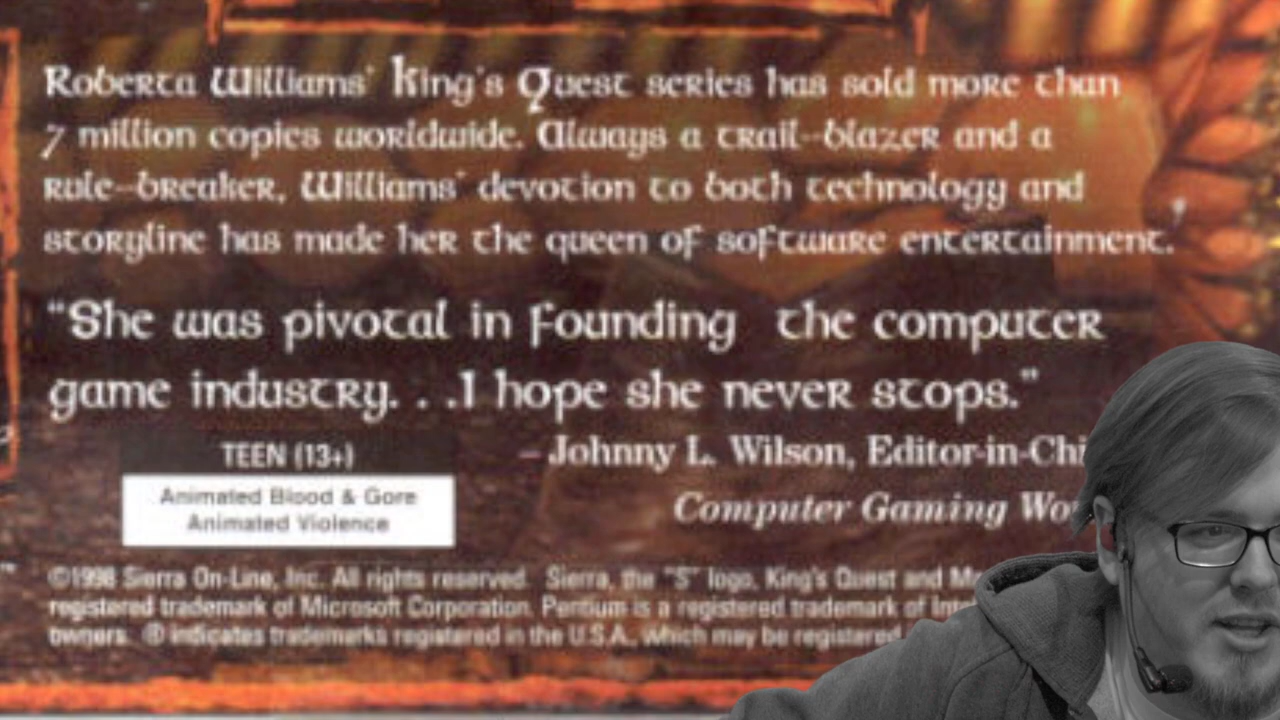 Roberta Williams' King's Quest series has sold more than
7 million copies worldwide. Always a trail-blazer and a
rule-breaker, Williams' devotion to both technology and
storyline has made her the queen of software entertainment.
"She was pivotal in founding the computer
game industry. . .I hope she never stops."
TEEN (13+)
– Johnny L. Wilson, Editor-in-Chi
Animated Blood & Gore
Computer Gaming Wo
Animated Violence
©1998 Sierra On-Line, Inc. All rights reserved. Sierra, the "S" logo, King's Quest and
registered trademark of Microsoft Corporation. Pentium is a registered trademark of
owners. ® indicates trademarks registered in the U.S.A., which may be registered